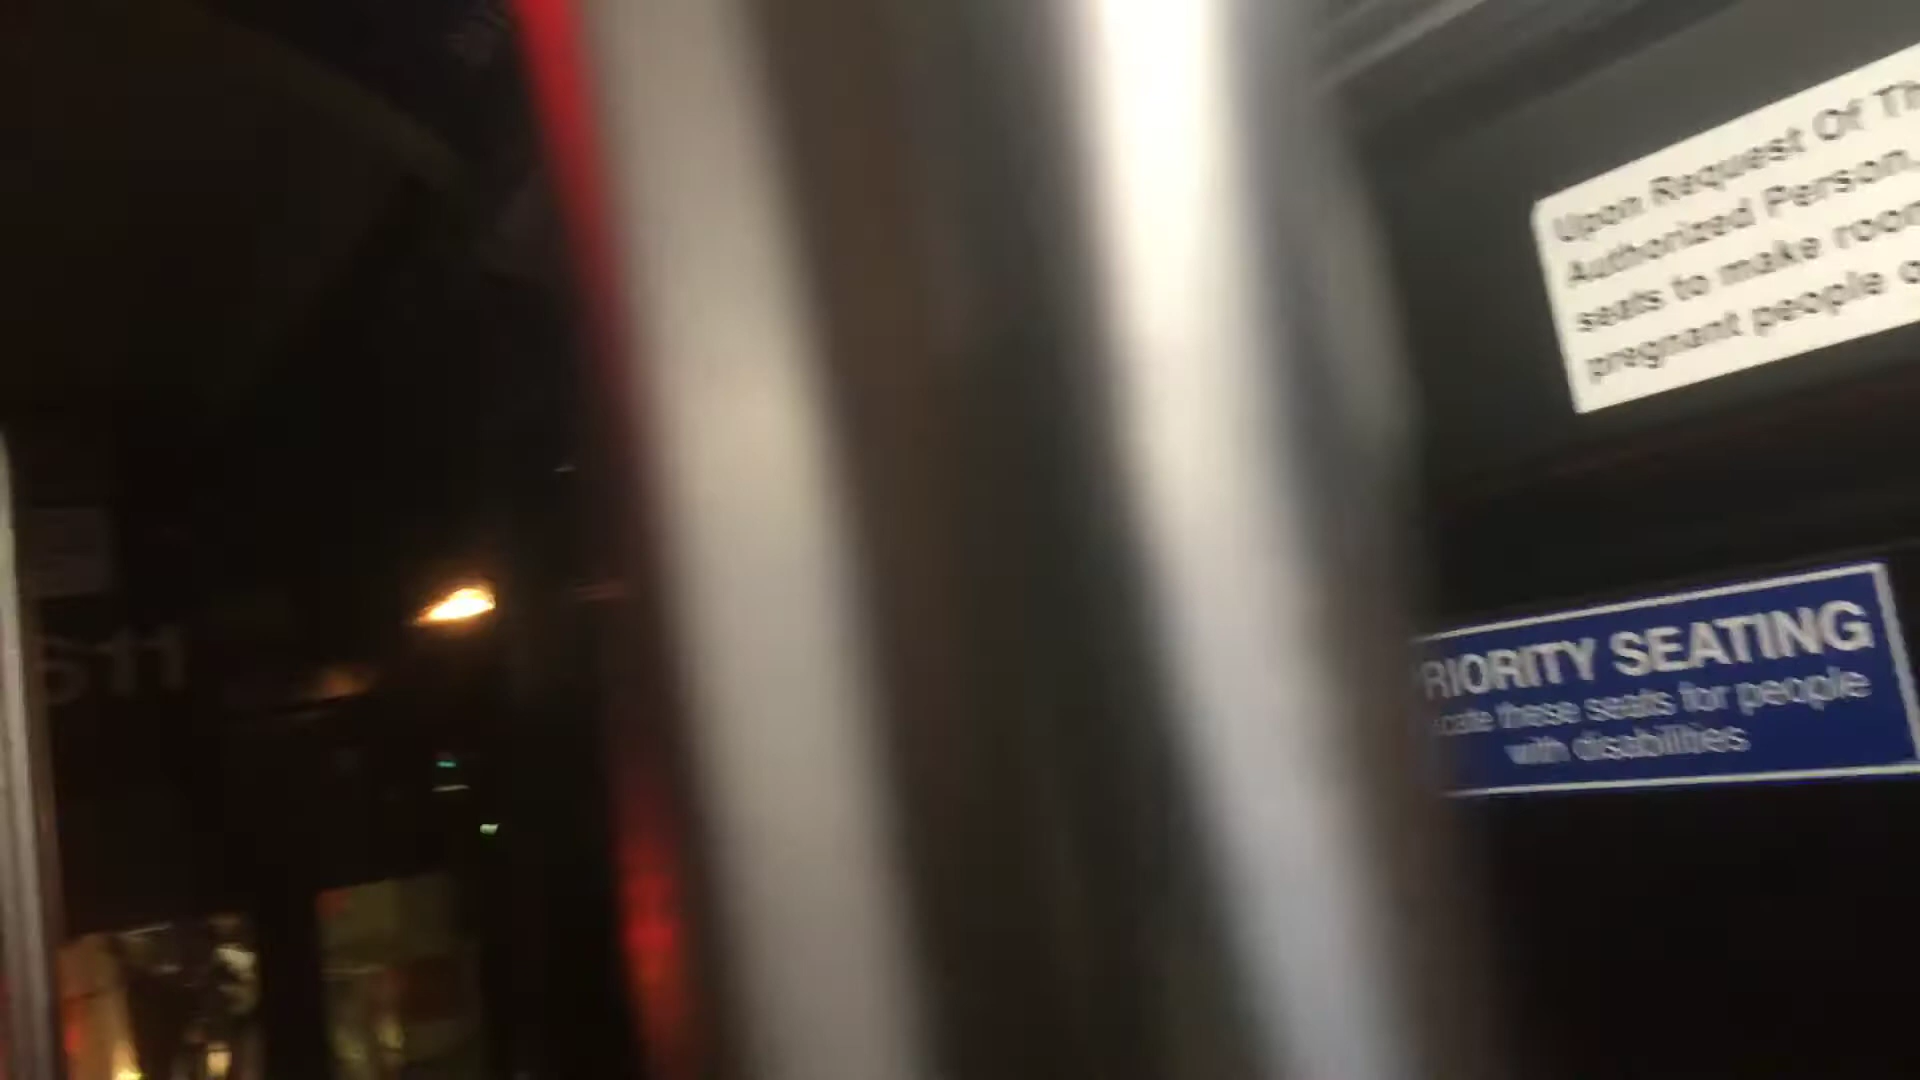 Upon Request Of Th
Authorized Person,
seats to make room
pregnant people o
RIORITY SEATING
cate these seats for people
with disabilities